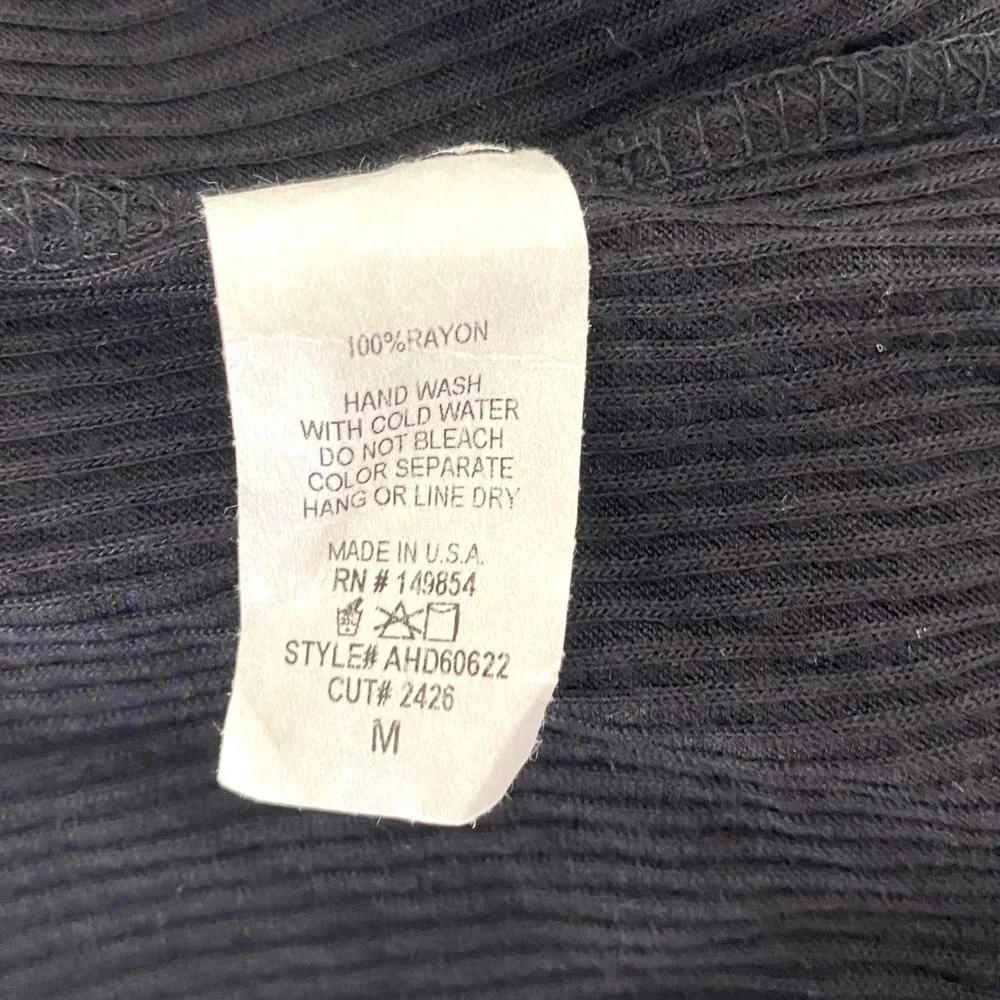 100%RAYON
HAND WASH
WITH COLD WATER
DO NOT BLEACH
COLOR SEPARATE
HANG OR LINE DRY
MADE IN U.S.A.
RN # 149854
STYLE# AHD60622
CUT# 2426
M